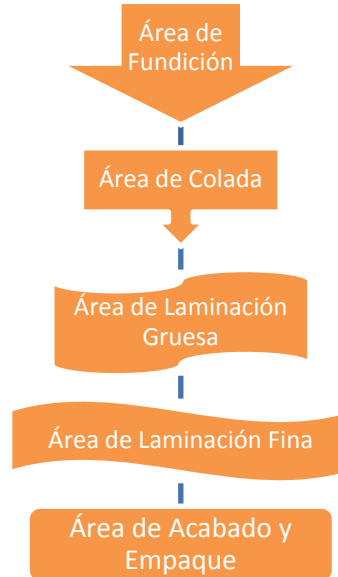 Área de
Fundición
Área de Colada
Área de Laminación
Gruesa
Área de Laminación Fina
Área de Acabado y
Empaque